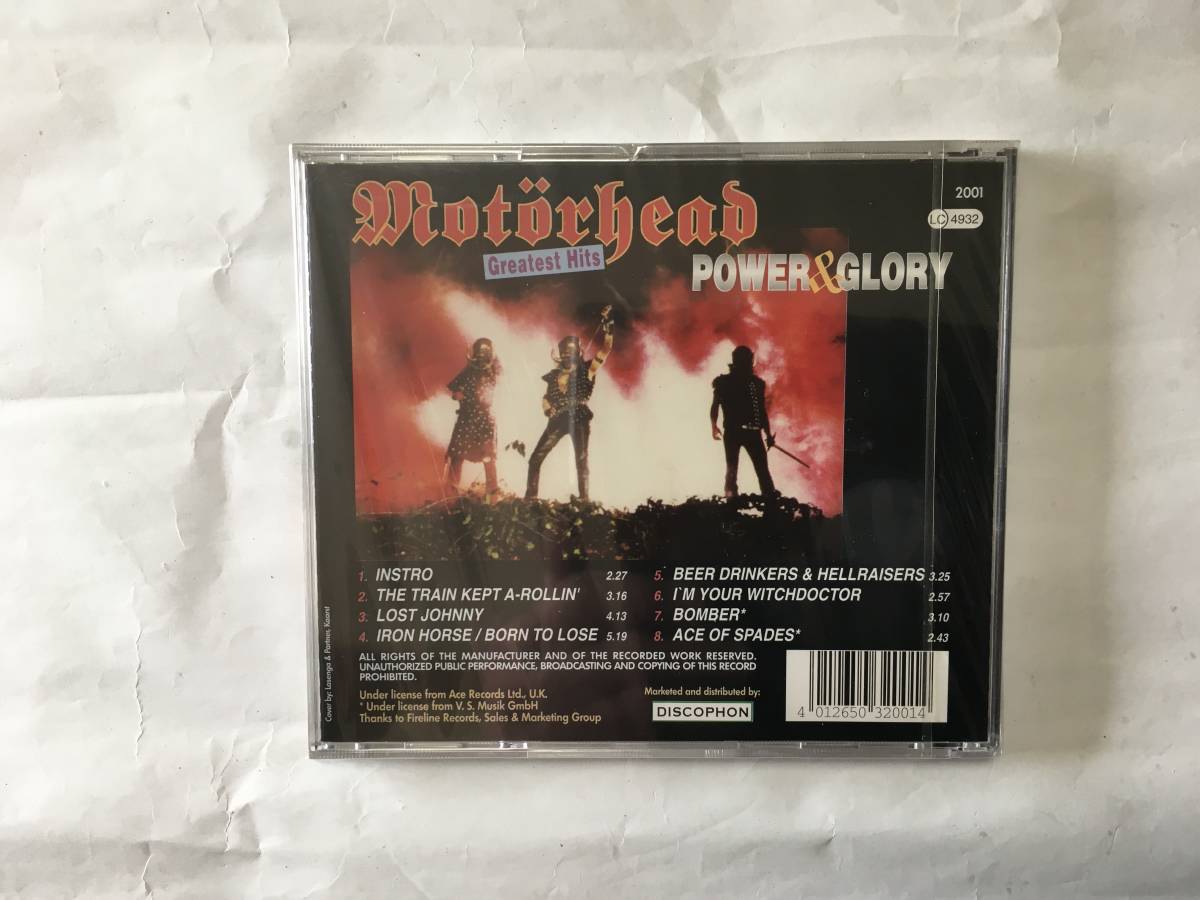 Motörhead
2001
LC 4932
Greatest Hits
POWER & GLORY
1. INSTRO 2.27
2. THE TRAIN KEPT A-ROLLIN' 3.16
3. LOST JOHNNY 4.13
4. IRON HORSE / BORN TO LOSE 5.19
5. BEER DRINKERS & HELLRAISERS 3.25
6. I`M YOUR WITCHDOCTOR 2.57
7. BOMBER* 3.10
8. ACE OF SPADES* 2.43
ALL RIGHTS OF THE MANUFACTURER AND OF THE RECORDED WORK RESERVED.
UNAUTHORIZED PUBLIC PERFORMANCE, BROADCASTING AND COPYING OF THIS RECORD
PROHIBITED.
Under license from Ace Records Ltd., U.K.
* Under license from V. S. Musik GmbH
Thanks to Fireline Records, Sales & Marketing Group
Marketed and distributed by:
DISCOPHON
4 012650 320014
Cover by: Lasenga & Partner, Kaarst